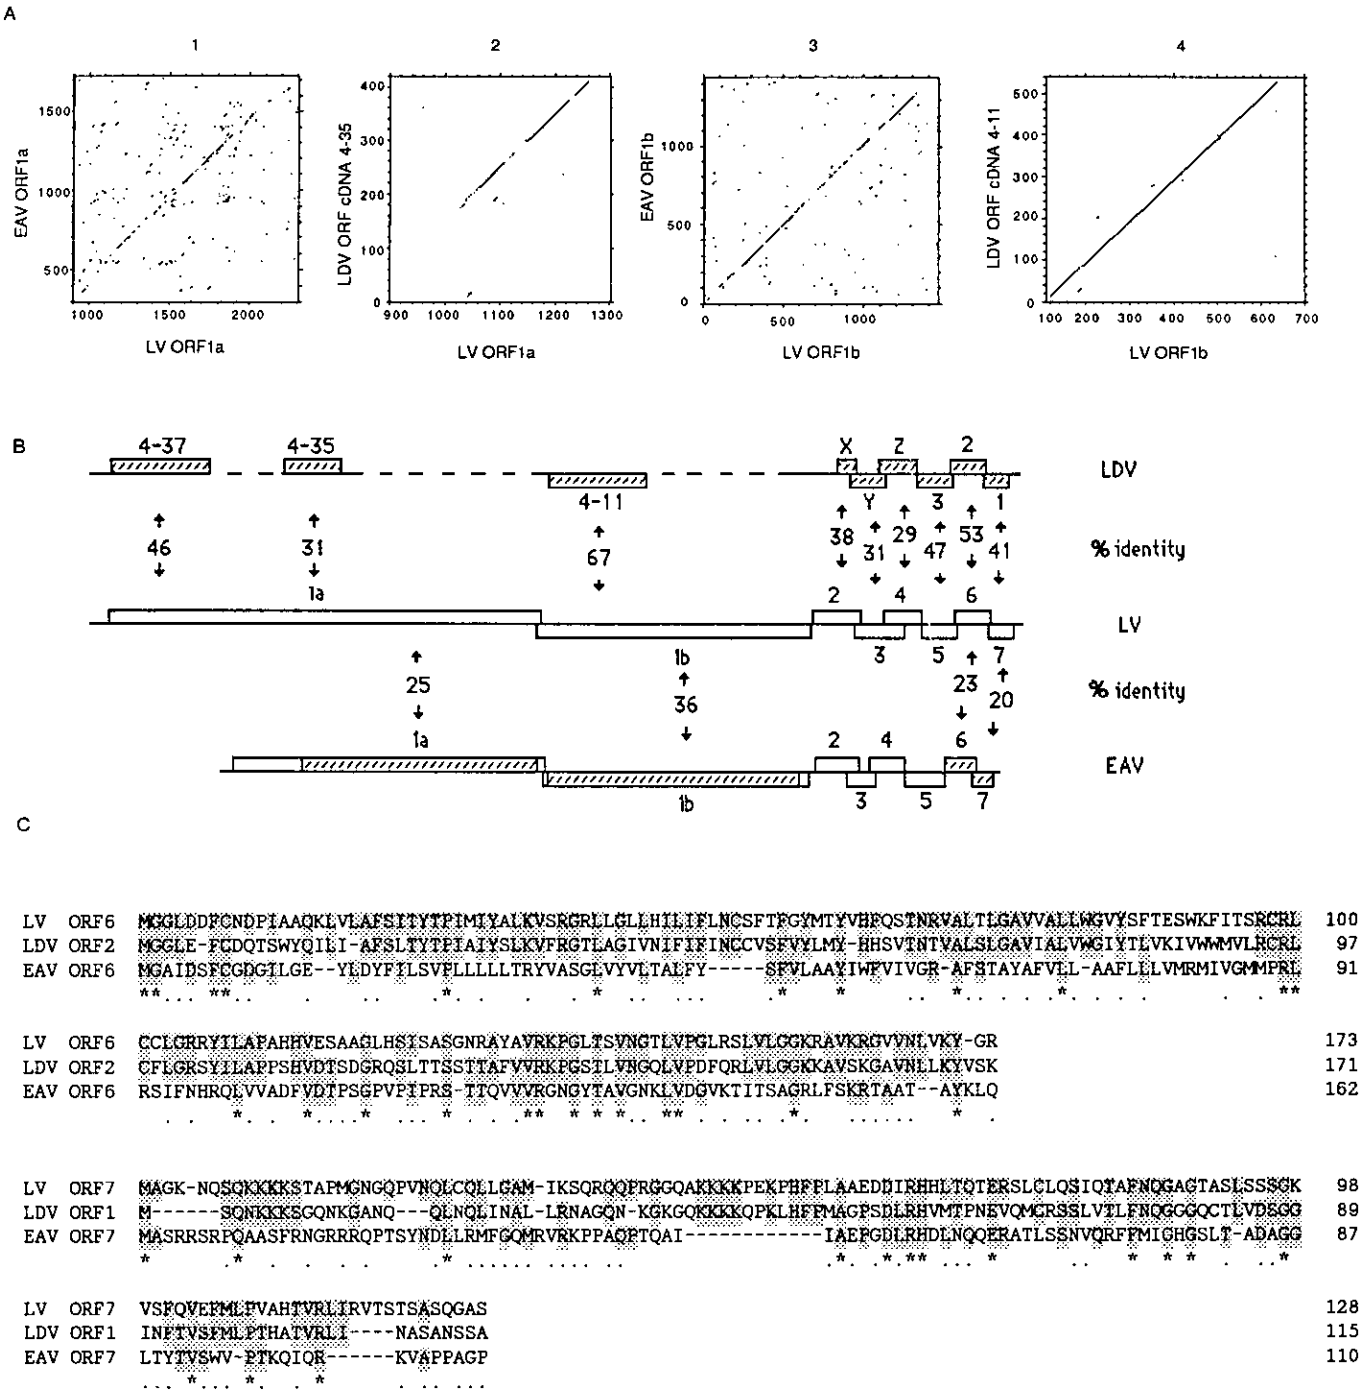 A
1 2 3 4
EAV ORF1a
1500
1000
500
1000 1500 2000
LV ORF1a
LDV ORF cDNA 4-35
400
300
200
100
0
900 1000 1100 1200 1300
LV ORF1a
EAV ORF1b
1000
500
0
0 500 1000
LV ORF1b
LDV ORF cDNA 4-11
500
400
300
200
100
0
100 200 300 400 500 600 700
LV ORF1b
B
4-37 4-35 X Z 2
LDV
4-11 Y 3 1
46 31 67 38 31 29 47 53 41
% identity
1a 2 4 6
LV
1b 3 5 7
25 36 23 20
% identity
1a 2 4 6
EAV
1b 3 5 7
C
LV ORF6 MGGLDDFCNDPIAAQKLVLAFSITYTPIMIYALKVSRGRLLGLLHILIFLNCSFTFGYMTYVHFQSTNRVALTLGAVVALLWGVYSFTESWKFITSRCRL 100
LDV ORF2 MGGLE-FCDQTSWYQILI-AFSLTYTPIAIYSLKVFRGTLAGIVNIFIFINCCVSFVYLMY-HHSVTNTVALSLGAVIALVWGIYTLVKIVWWMVLRCRL 97
EAV ORF6 MGAIDSFCGDGILGE--YLDYFILSVPLLLLLTRYVASGLVYVLTALFY-----SFVLAAYIWFVIVGR-AFSTAYAFVLL-AAFLLLVMRMIVGMMPRL 91
LV ORF6 CCLGRRYILAPAHHVESAAGLHSISASGNRAYAVRKPGLTSVNGTLVPGLRSLVLGGKRAVKRGVVNLVKY-GR 173
LDV ORF2 CFLGRSYILAPPSHVDTSDGRQSLTTSSTTAFVVRKPGSTLVNGQLVPDFQRLVLGGKKAVSKGAVNLLKYVSK 171
EAV ORF6 RSIFNHRQLVVADFVDTPSGPVPIPRS-TTQVVVRGNGYTAVGNKLVDGVKTITSAGRLFSKRTAAT--AYKLQ 162
LV ORF7 MAGK-NQSQKKKKSTAPMGNGQPVNQLCQLLGAM-IKSQRQQPRGGQAKKKKPEKPHFPLAAEDDIRHHLTQTERSLCLQSIQTAFNQGAGTASLSSSGK 98
LDV ORF1 M------SQNKKKSGQNKGANQ--QLNQLINAL-LRNAGQN-KGKGQKKKKQPKLHFPMAGPSDLRHVMTPNEVQMCRSSLVTLFNQGGGQCTLVDSGG 89
EAV ORF7 MASRRSRPQAASFRNGRRRQPTSYNDLLRMFGQMRVRKPPAQPTQAI------------IAEPGDLRHDLNQQERATLSSNVQRFFMIGHGSLT-ADAGG 87
LV ORF7 VSFQVEFMLPVAHTVRLIRVTSTSASQGAS 128
LDV ORF1 INFTVSFMLPTHATVRLI----NASANSSA 115
EAV ORF7 LTYTVSWV-PTKQIQR------KVAPPAGP 110